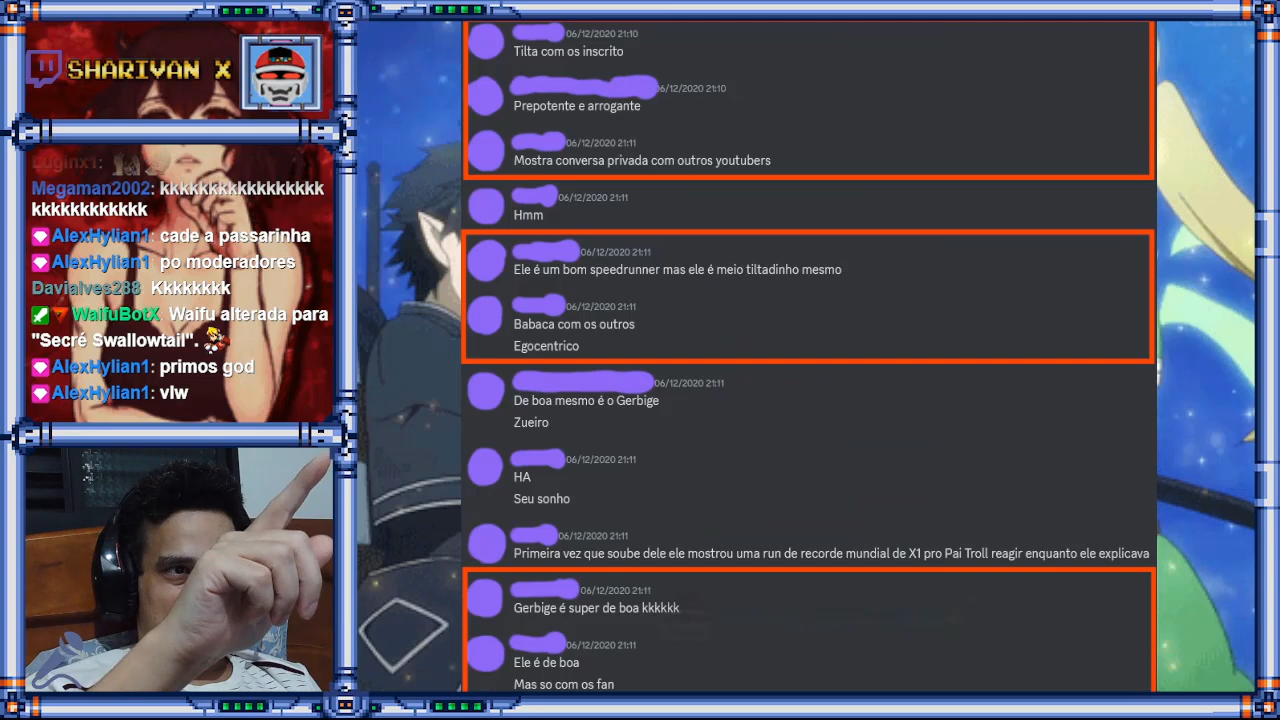 SHARIVAN X
Luginx1:
Megaman2002: kkkkkkkkkkkkkkkkk
kkkkkkkkkkkk
AlexHylian1: cade a passarinha
AlexHylian1 po moderadores
Davialves288 Kkkkkkkk
WaifuBotX Waifu alterada para
"Secré Swallowtail".
AlexHylian1: primos god
AlexHylian1: vlw
06/12/2020 21:10
Tilta com os inscrito
06/12/2020 21:10
Prepotente e arrogante
06/12/2020 21:11
Mostra conversa privada com outros youtubers
06/12/2020 21:11
Hmm
06/12/2020 21:11
Ele é um bom speedrunner mas ele é meio tiltadinho mesmo
06/12/2020 21:11
Babaca com os outros
Egocentrico
06/12/2020 21:11
De boa mesmo é o Gerbige
Zueiro
06/12/2020 21:11
HA
Seu sonho
06/12/2020 21:11
Primeira vez que soube dele ele mostrou uma run de recorde mundial de X1 pro Pai Troll reagir enquanto ele explicava
06/12/2020 21:11
Gerbige é super de boa kkkkkk
06/12/2020 21:11
Ele é de boa
Mas so com os fan